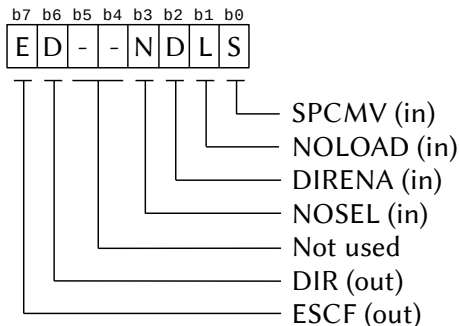 b7 b6 b5 b4 b3 b2 b1 b0
E D - - N D L S
SPCMV (in)
NOLOAD (in)
DIRENA (in)
NOSEL (in)
Not used
DIR (out)
ESCF (out)